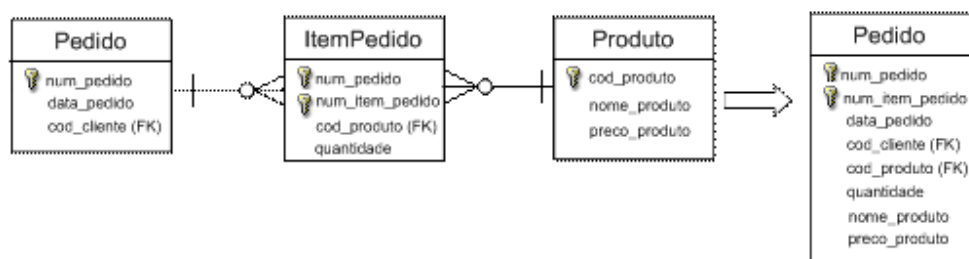 Pedido
num_pedido
data_pedido
cod_cliente (FK)
ItemPedido
num_pedido
num_item_pedido
cod_produto (FK)
quantidade
Produto
cod_produto
nome_produto
preco_produto
Pedido
num_pedido
num_item_pedido
data_pedido
cod_cliente (FK)
cod_produto (FK)
quantidade
nome_produto
preco_produto